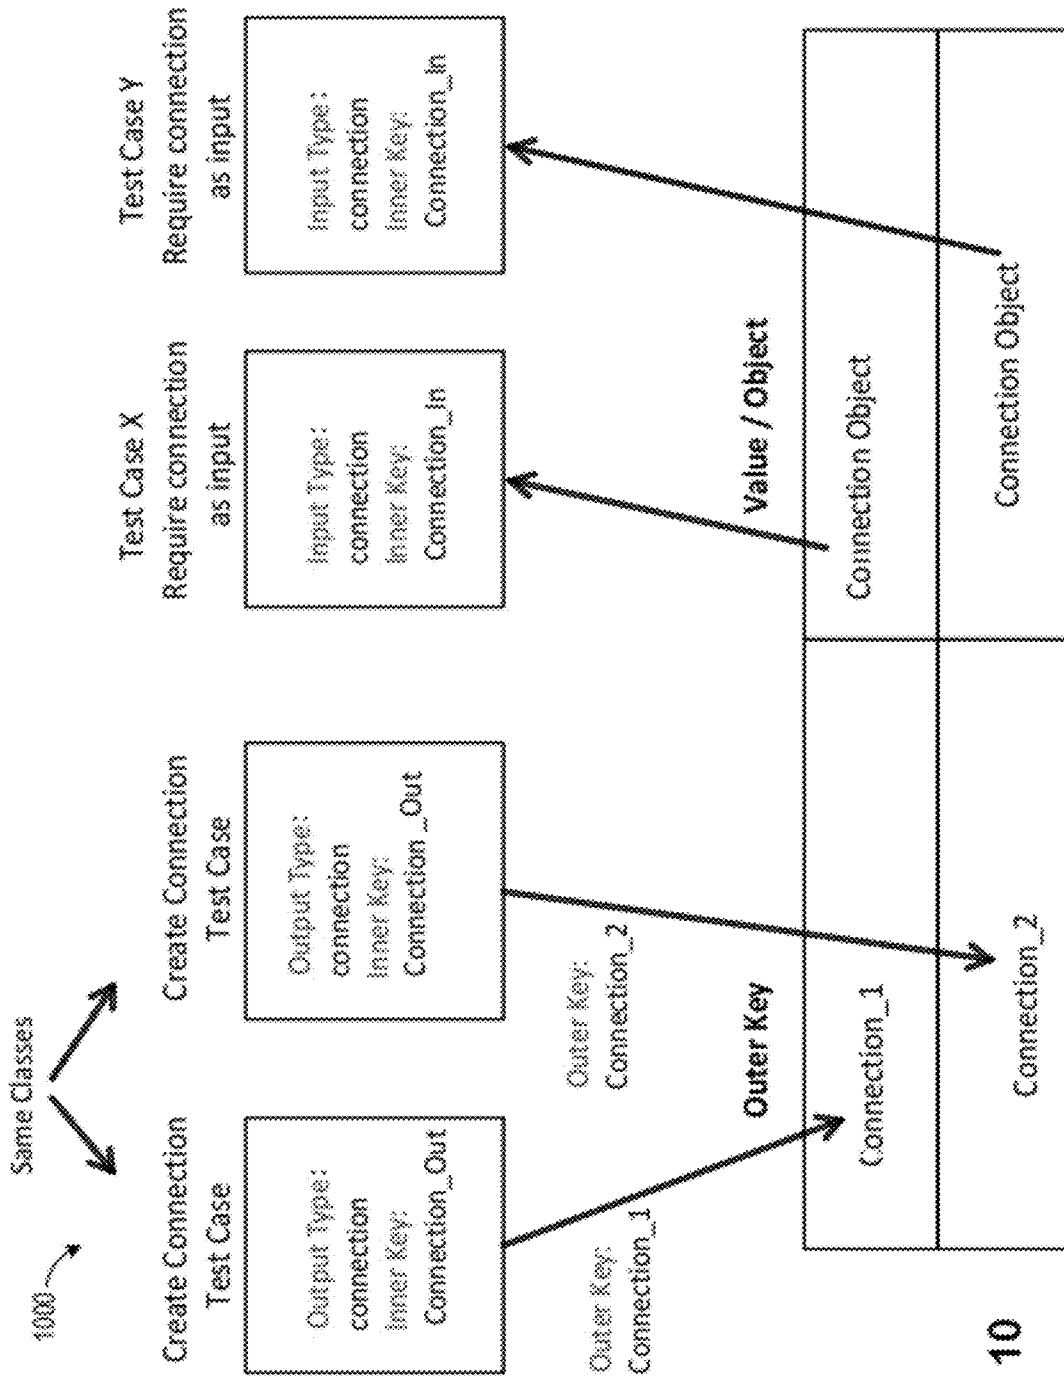 1000
Same Classes
Create Connection
Test Case
Output Type:
connection
Inner Key:
Connection_Out
Create Connection
Test Case
Output Type:
connection
Inner Key:
Connection _Out
Test Case X
Require connection
as input
Input Type:
connection
Inner Key:
Connection_In
Test Case Y
Require connection
as input
Input Type:
connection
Inner Key:
Connection_In
Outer Key:
Connection_1
Outer Key:
Connection_2
Outer Key
Value / Object
Connection_1
Connection Object
Connection_2
Connection Object
10